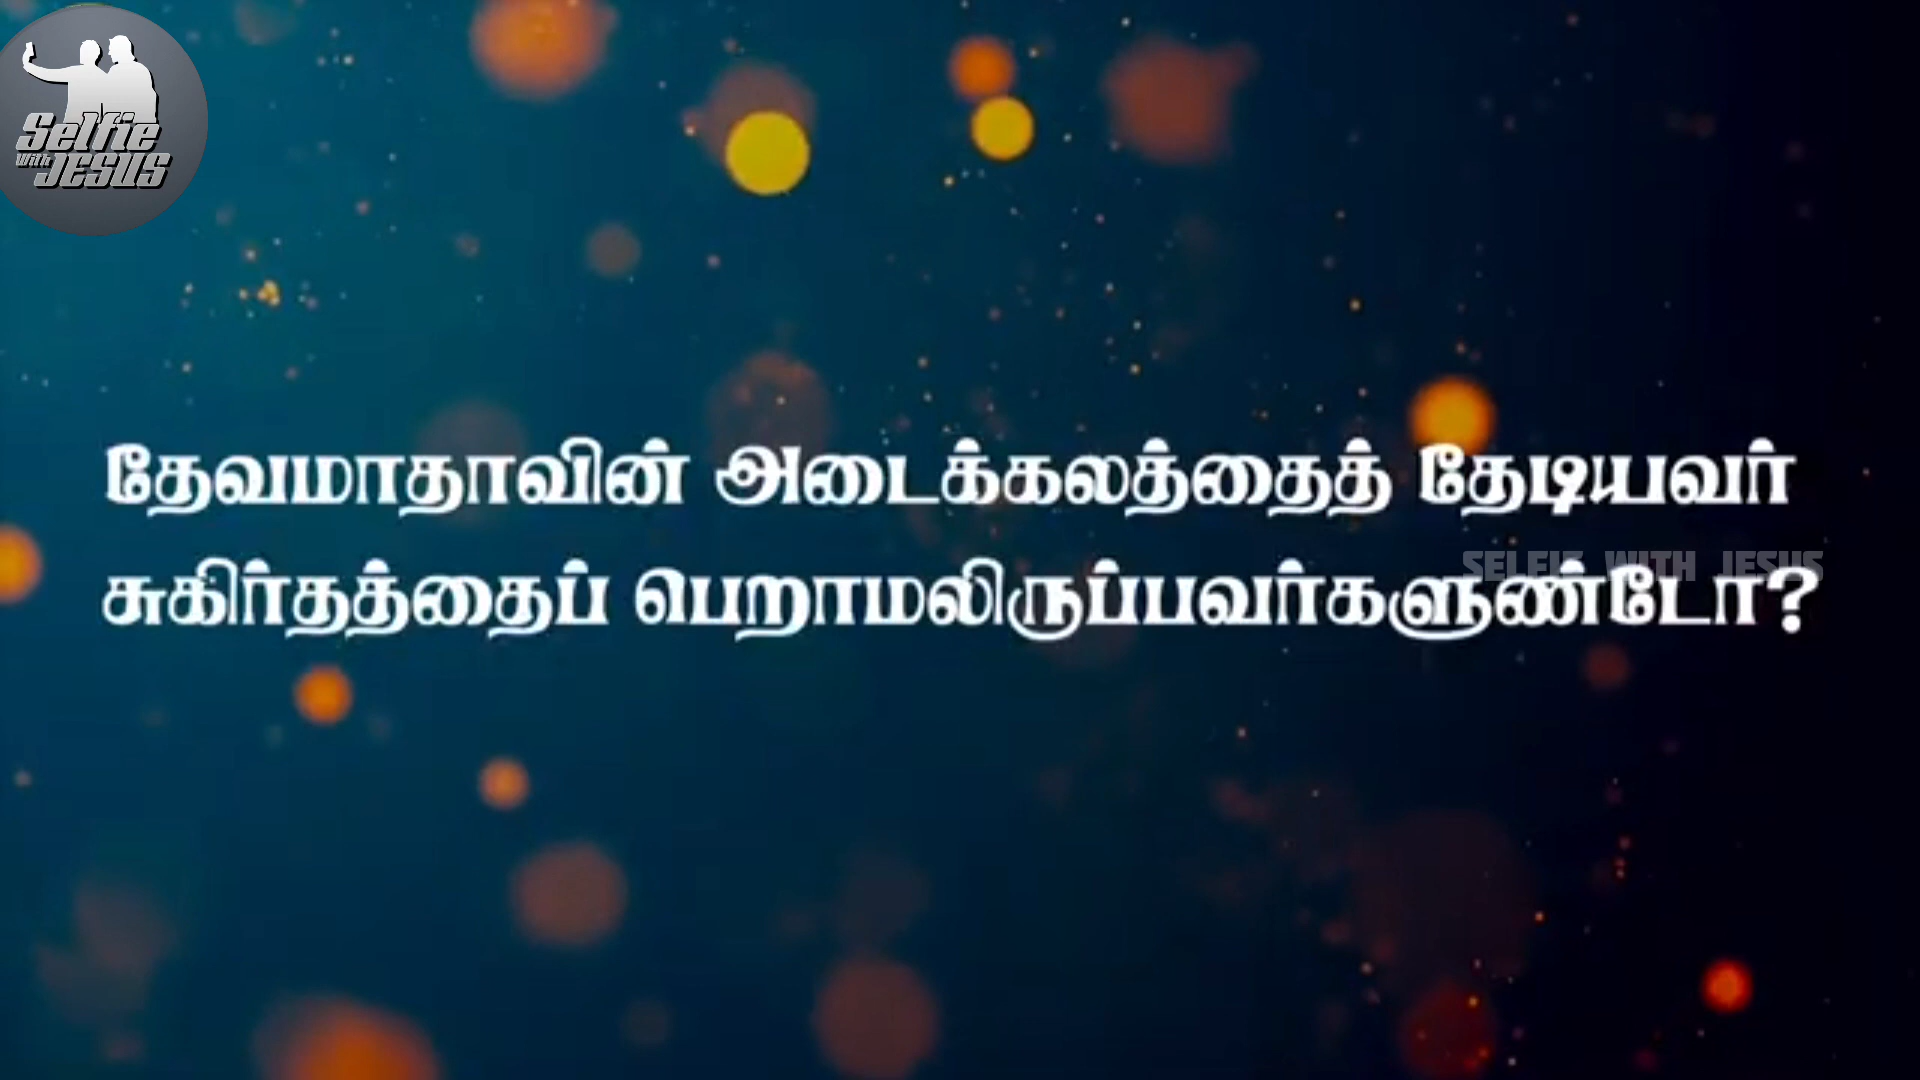 Selfie
With JESUS
தேவமாதாவின் அடைக்கலத்தைத் தேடியவர்
SELFIE WITH JESUS
சுகிர்தத்தைப் பெறாமலிருப்பவர்களுண்டோ?